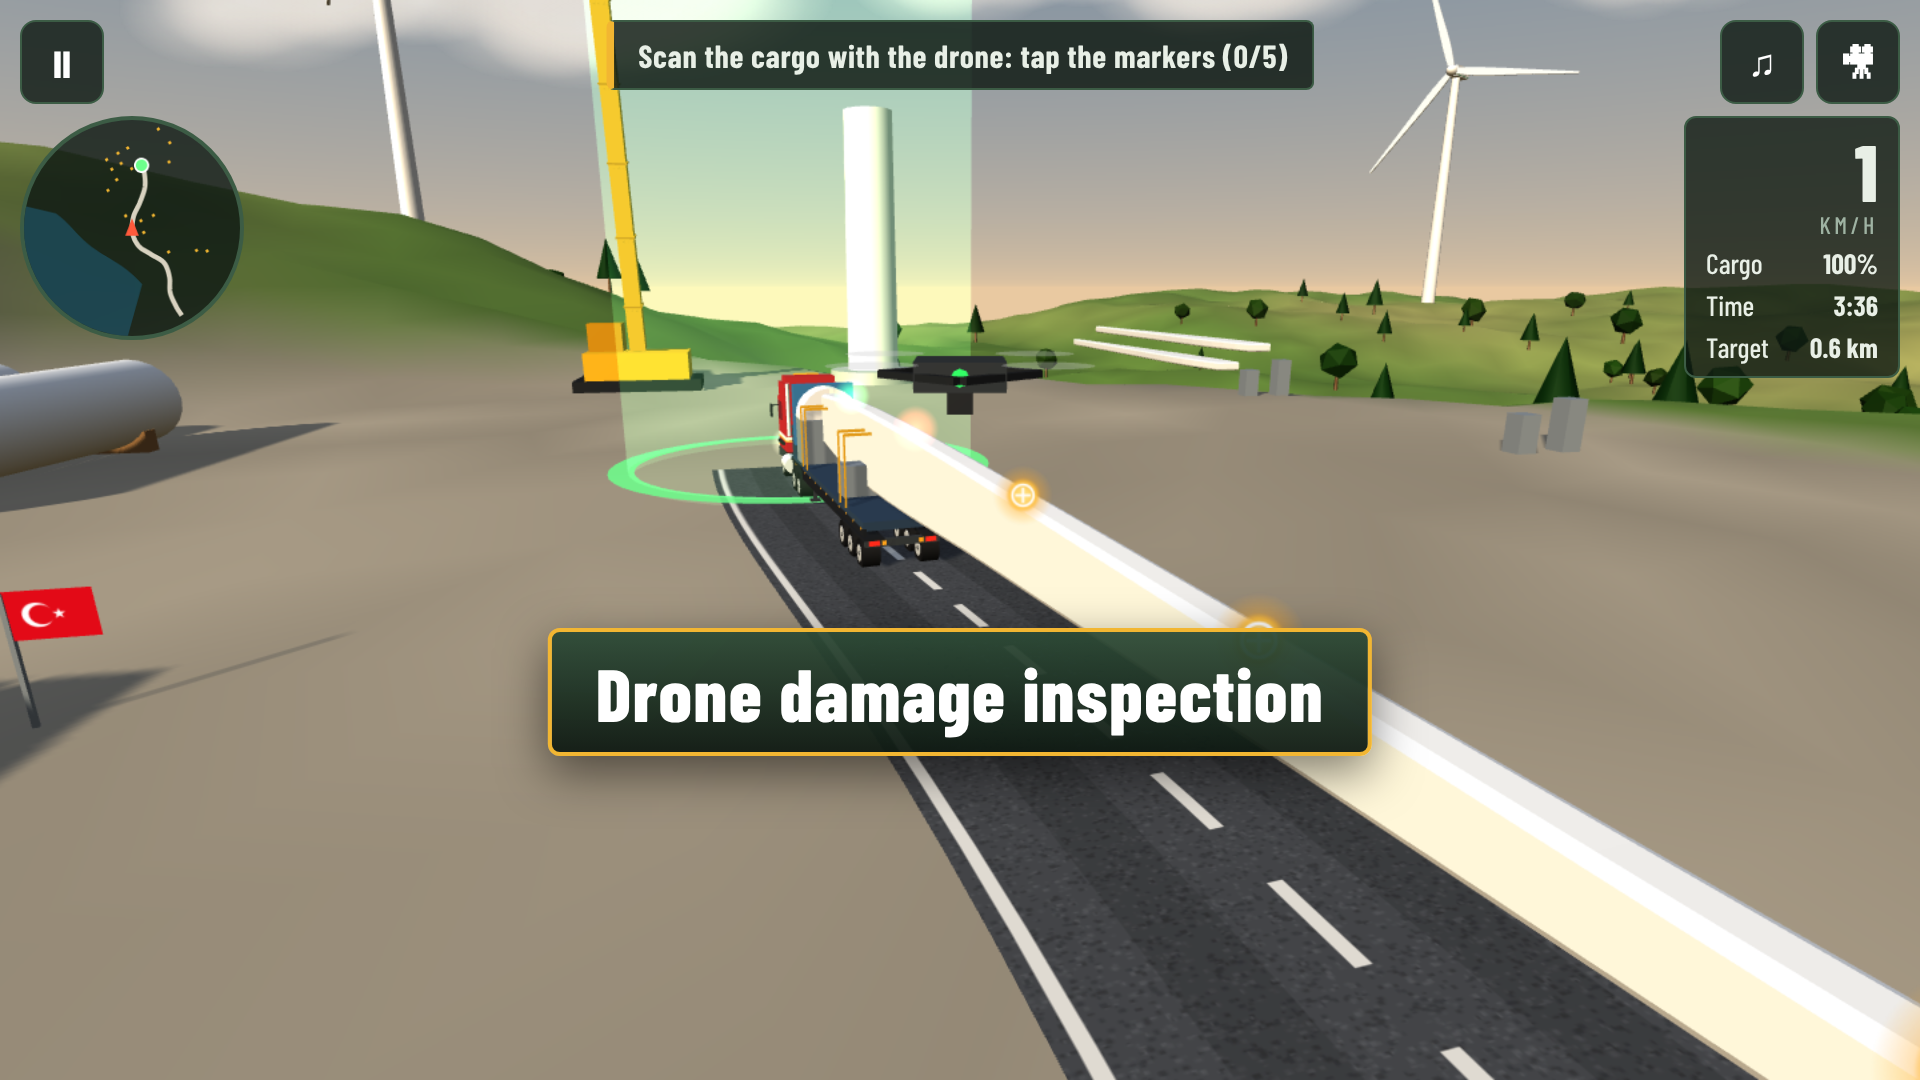 Scan the cargo with the drone: tap the markers (0/5)
1
KM/H
Cargo 100%
Time 3:36
Target 0.6 km
Drone damage inspection